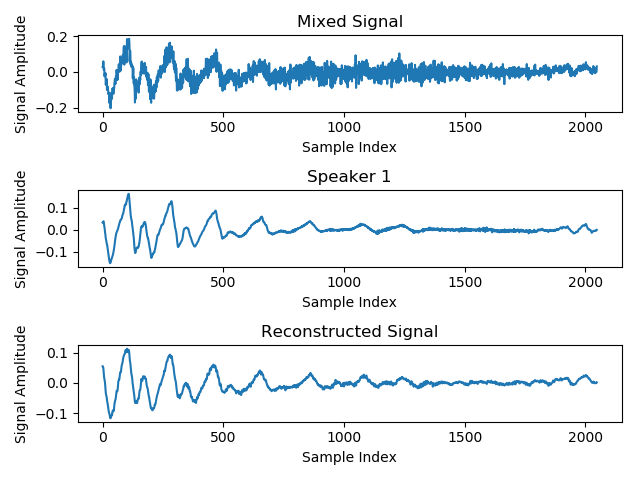 Mixed Signal
Signal Amplitude
0.2
0.0
−0.2
0
500
1000
1500
2000
Sample Index
Speaker 1
Signal Amplitude
0.1
0.0
−0.1
0
500
1000
1500
2000
Sample Index
Reconstructed Signal
Signal Amplitude
0.1
0.0
−0.1
0
500
1000
1500
2000
Sample Index